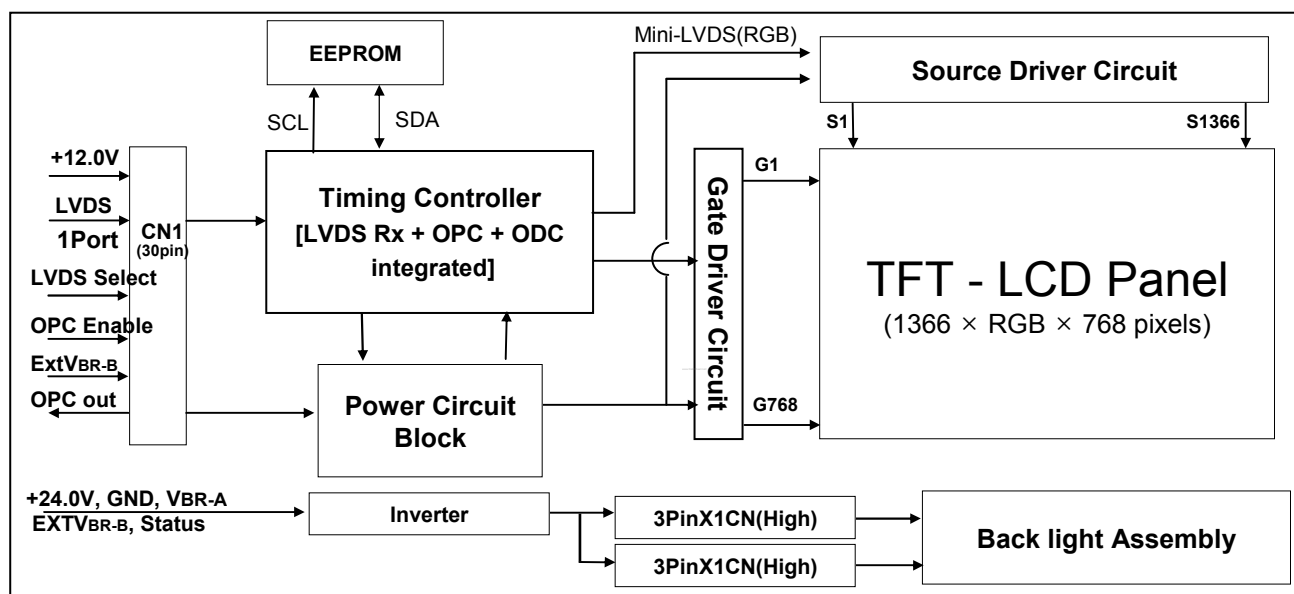 EEPROM
Mini-LVDS(RGB)
Source Driver Circuit
SCL
SDA
S1
S1366
+12.0V
LVDS
1Port
CN1
(30pin)
LVDS Select
OPC Enable
ExtVBR-B
OPC out
Timing Controller
[LVDS Rx + OPC + ODC
integrated]
Power Circuit
Block
Gate Driver Circuit
G1
G768
TFT - LCD Panel
(1366 × RGB × 768 pixels)
+24.0V, GND, VBR-A
EXTVBR-B, Status
Inverter
3PinX1CN(High)
3PinX1CN(High)
Back light Assembly